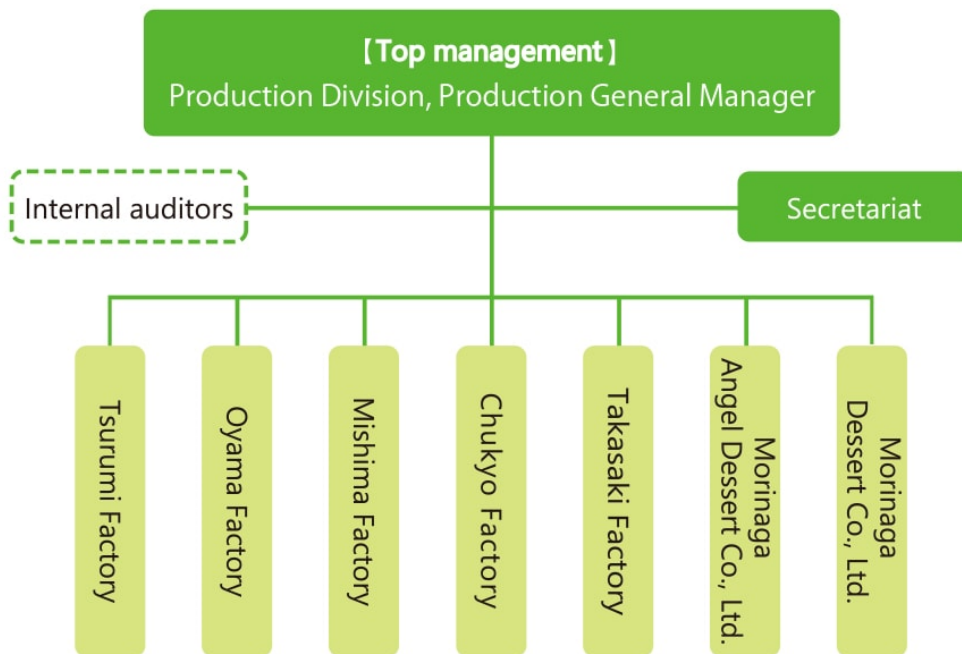 【Top management】
Production Division, Production General Manager
Internal auditors
Secretariat
Tsurumi Factory
Oyama Factory
Mishima Factory
Chukyo Factory
Takasaki Factory
Morinaga
Angel Dessert Co., Ltd.
Morinaga
Dessert Co., Ltd.